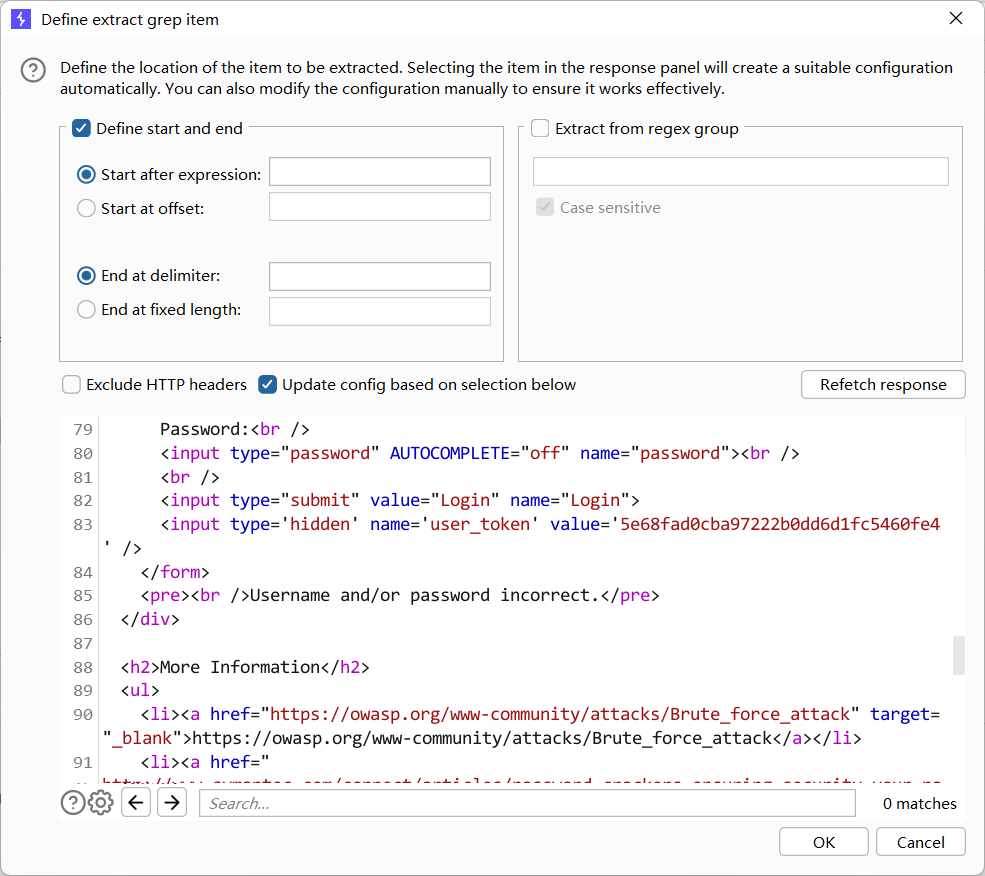 Define extract grep item
Define the location of the item to be extracted. Selecting the item in the response panel will create a suitable configuration
automatically. You can also modify the configuration manually to ensure it works effectively.
Define start and end
Start after expression:
Start at offset:
End at delimiter:
End at fixed length:
Extract from regex group
Case sensitive
Exclude HTTP headers
Update config based on selection below
Refetch response
79 Password:<br />
80 <input type="password" AUTOCOMPLETE="off" name="password"><br />
81 <br />
82 <input type="submit" value="Login" name="Login">
83 <input type='hidden' name='user_token' value='5e68fad0cba97222b0dd6d1fc5460fe4
' />
84 </form>
85 <pre><br />Username and/or password incorrect.</pre>
86 </div>
87
88 <h2>More Information</h2>
89 <ul>
90 <li><a href="https://owasp.org/www-community/attacks/Brute_force_attack" target=
"_blank">https://owasp.org/www-community/attacks/Brute_force_attack</a></li>
91 <li><a href="
Search...
0 matches
OK
Cancel